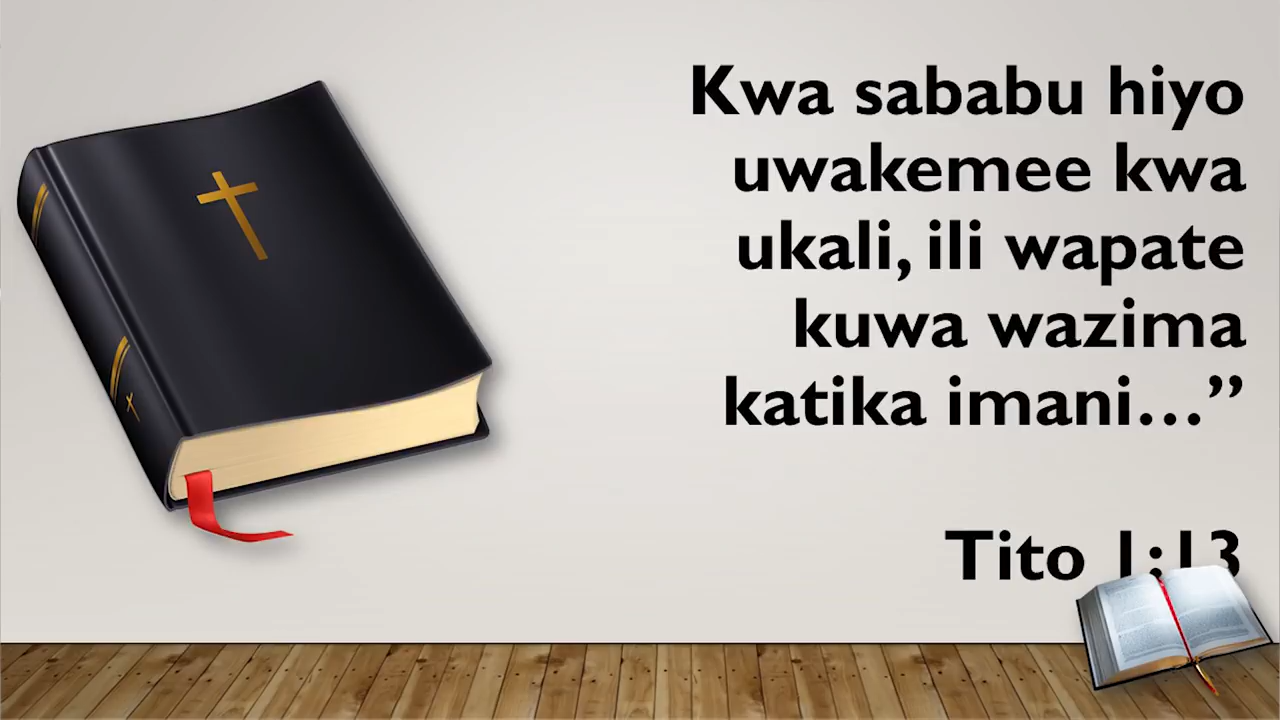 Kwa sababu hiyo
uwakemee kwa
ukali, ili wapate
kuwa wazima
katika imani…”
Tito 1:13